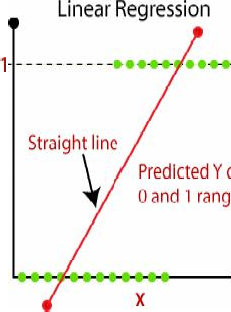 Linear Regression
1
Straight line
Predicted Y
0 and 1
X